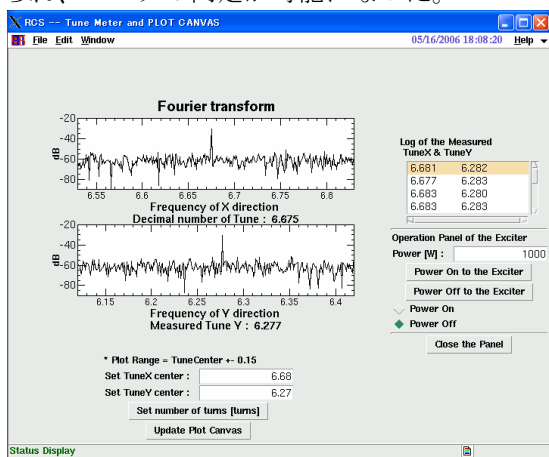 RCS -- Tune Meter and PLOT CANVAS
File Edit Window 05/16/2006 18:08:20 Help
Fourier transform
-20
-40
-60
-80
dB
6.55 6.6 6.65 6.7 6.75 6.8
Frequency of X direction
Decimal number of Tune : 6.675
-20
-40
-60
-80
dB
6.15 6.2 6.25 6.3 6.35 6.4
Frequency of Y direction
Measured Tune Y : 6.277
* Plot Range = TuneCenter +- 0.15
Set TuneX center : 6.68
Set TuneY center : 6.27
Set number of turns [turns]
Update Plot Canvas
Log of the Measured
TuneX & TuneY
6.681 6.282
6.677 6.283
6.683 6.280
6.683 6.283
Operation Panel of the Exciter
Power [W] : 1000
Power On to the Exciter
Power Off to the Exciter
Power On
Power Off
Close the Panel
Status Display